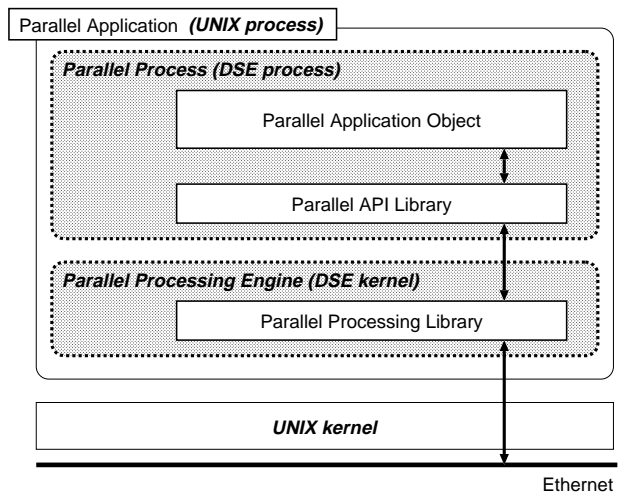 Parallel Application (UNIX process)
Parallel Process (DSE process)
Parallel Application Object
Parallel API Library
Parallel Processing Engine (DSE kernel)
Parallel Processing Library
UNIX kernel
Ethernet